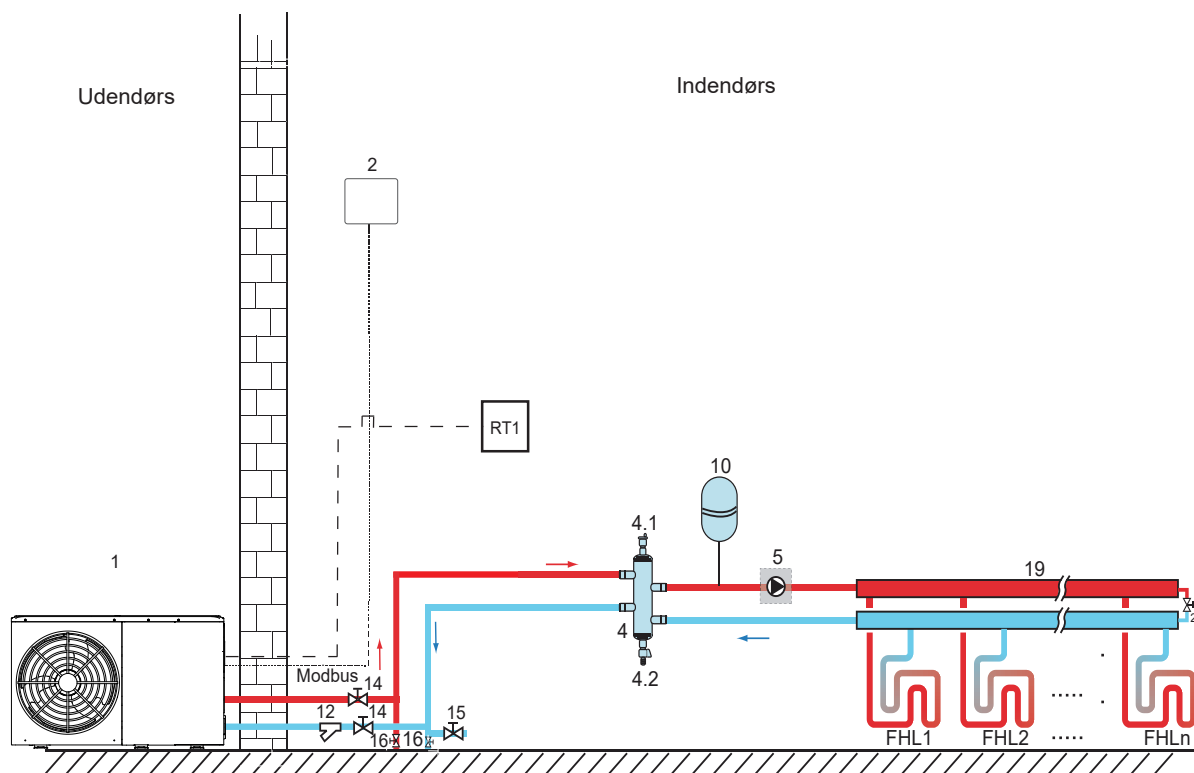 Udendørs
Indendørs
2
RT1
10
4.1
5
1
19
4
4.2
Modbus
14
12
14
15
16
16
FHL1
FHL2
.....
FHLn
.....